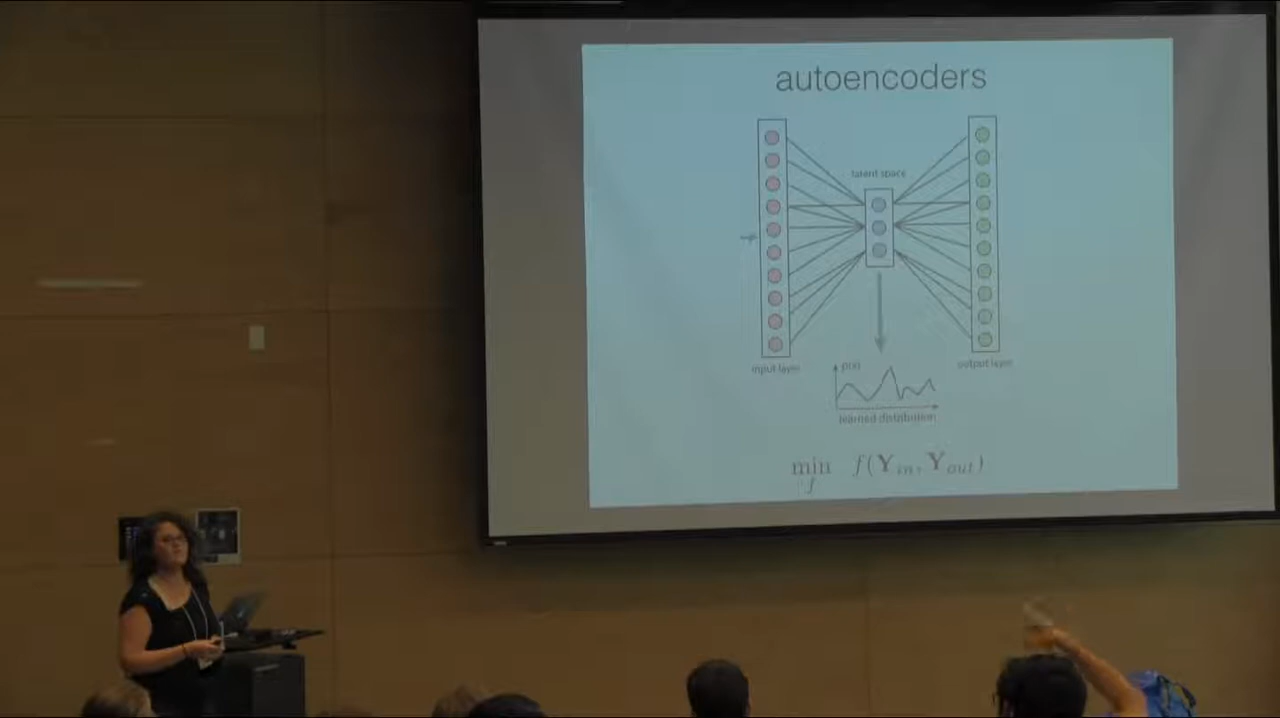 autoencoders
latent space
input layer
output layer
p(x)
learned distribution
min f(Y_in, Y_out)
f